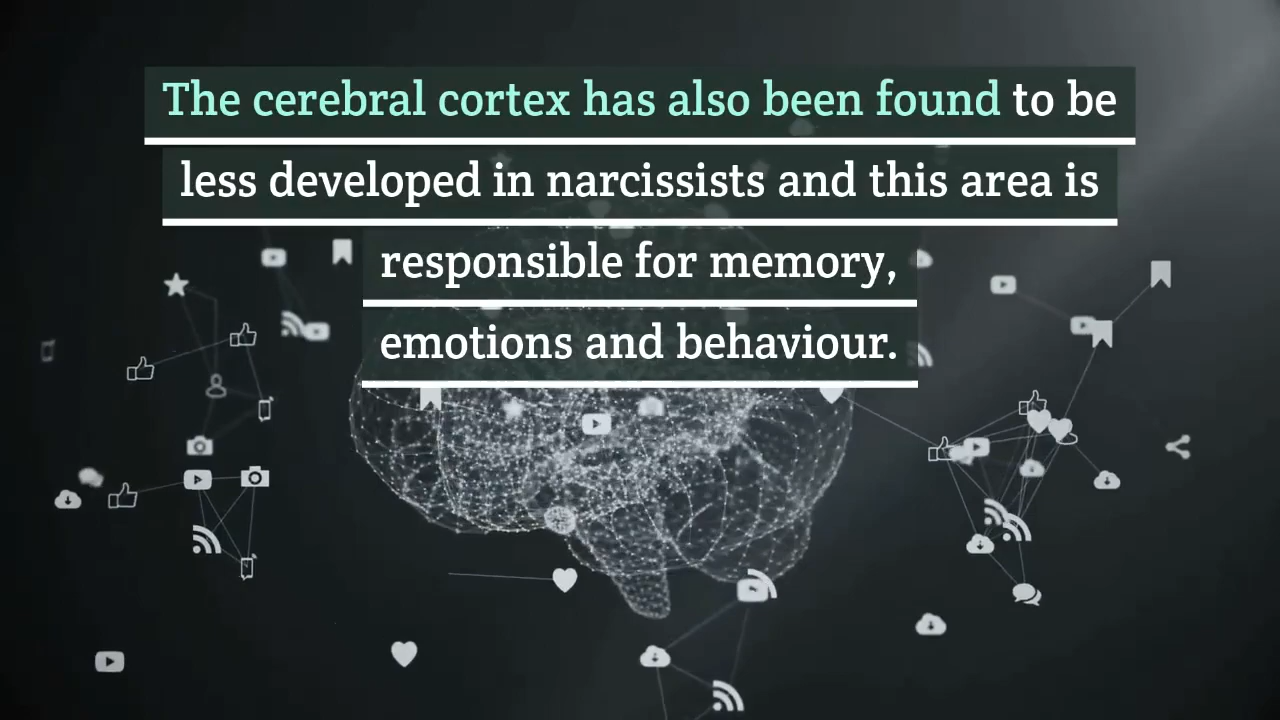 The cerebral cortex has also been found to be
less developed in narcissists and this area is
responsible for memory,
emotions and behaviour.